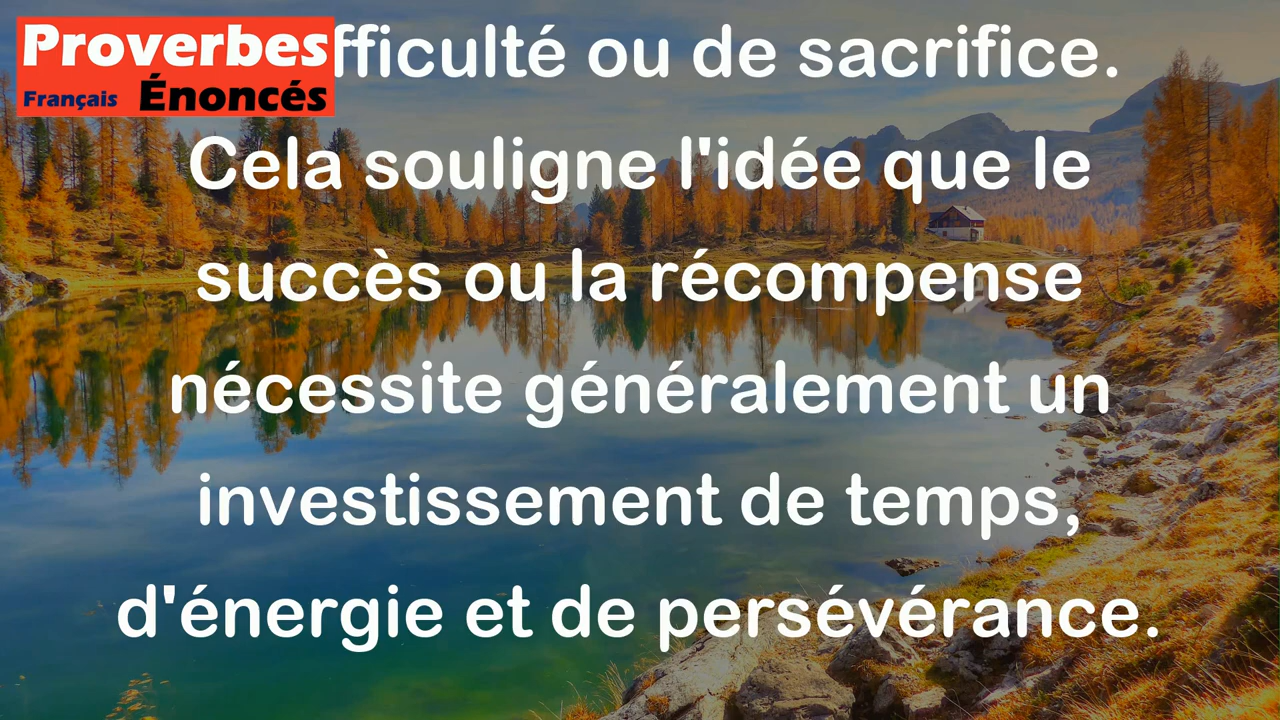 Proverbes
Français Énoncés
fficulté ou de sacrifice.
Cela souligne l'idée que le
succès ou la récompense
nécessite généralement un
investissement de temps,
d'énergie et de persévérance.